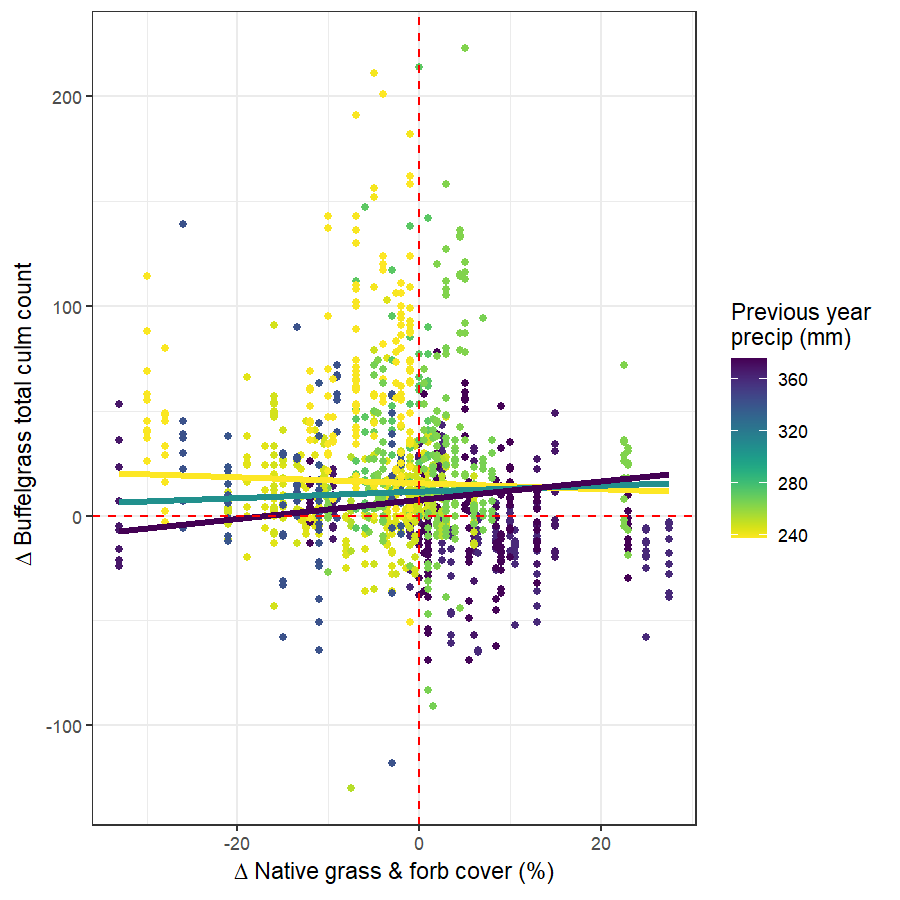 200
100
0
-100
Δ Buffelgrass total culm count
-20
0
20
Δ Native grass & forb cover (%)
Previous year
precip (mm)
360
320
280
240